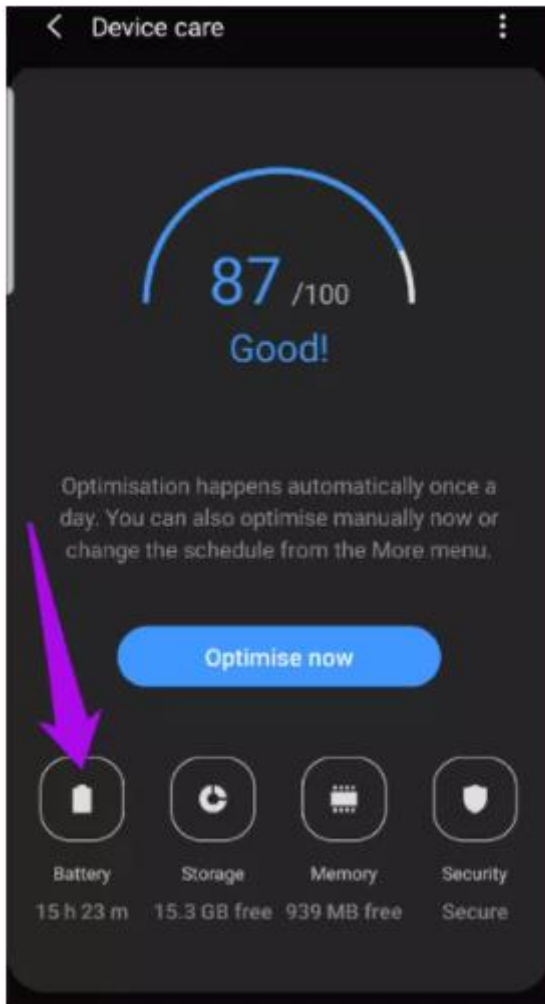 Device care
87 /100
Good!
Optimisation happens automatically once a
day. You can also optimise manually now or
change the schedule from the More menu.
Optimise now
Battery Storage Memory Security
15 h 23 m 15.3 GB free 939 MB free Secure